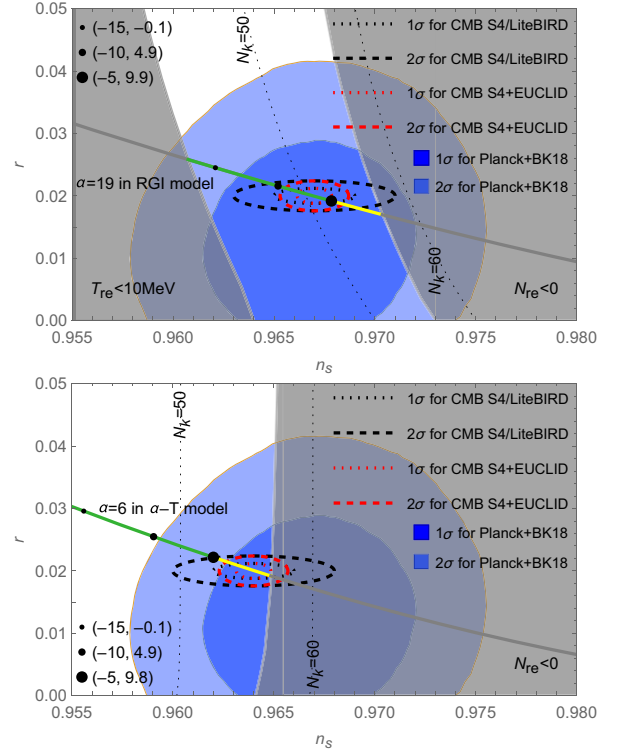 0.05
0.04
0.03
0.02
0.01
0.00
r
(−15, −0.1)
(−10, 4.9)
(−5, 9.9)
N_k=50
1σ for CMB S4/LiteBIRD
2σ for CMB S4/LiteBIRD
1σ for CMB S4+EUCLID
2σ for CMB S4+EUCLID
1σ for Planck+BK18
2σ for Planck+BK18
α=19 in RGI model
T_re<10MeV
N_k=60
N_re<0
0.955 0.960 0.965 0.970 0.975 0.980
n_s
0.05
0.04
0.03
0.02
0.01
0.00
r
N_k=50
1σ for CMB S4/LiteBIRD
2σ for CMB S4/LiteBIRD
1σ for CMB S4+EUCLID
2σ for CMB S4+EUCLID
1σ for Planck+BK18
2σ for Planck+BK18
α=6 in α−T model
(−15, −0.1)
(−10, 4.9)
(−5, 9.8)
N_k=60
N_re<0
0.955 0.960 0.965 0.970 0.975 0.980
n_s